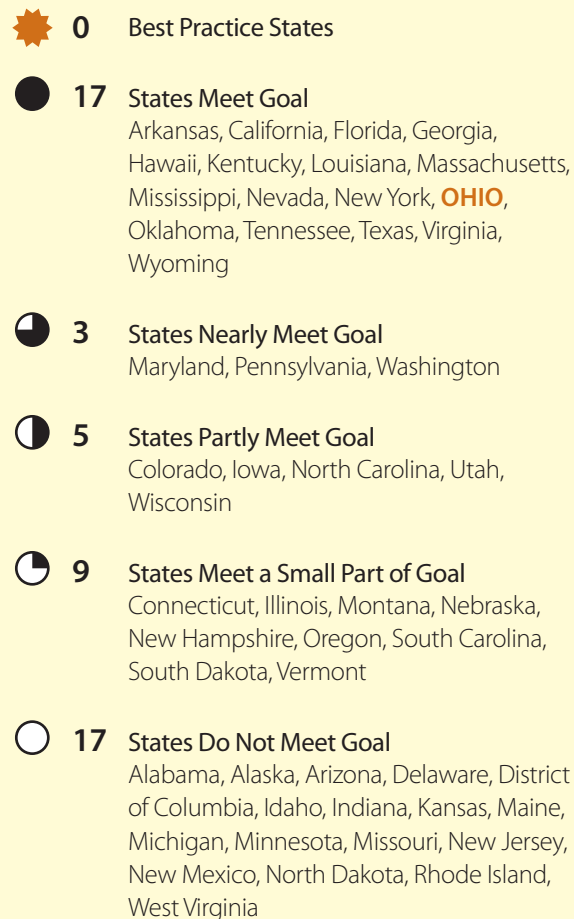 0 Best Practice States
17 States Meet Goal
Arkansas, California, Florida, Georgia,
Hawaii, Kentucky, Louisiana, Massachusetts,
Mississippi, Nevada, New York, OHIO,
Oklahoma, Tennessee, Texas, Virginia,
Wyoming
3 States Nearly Meet Goal
Maryland, Pennsylvania, Washington
5 States Partly Meet Goal
Colorado, Iowa, North Carolina, Utah,
Wisconsin
9 States Meet a Small Part of Goal
Connecticut, Illinois, Montana, Nebraska,
New Hampshire, Oregon, South Carolina,
South Dakota, Vermont
17 States Do Not Meet Goal
Alabama, Alaska, Arizona, Delaware, District
of Columbia, Idaho, Indiana, Kansas, Maine,
Michigan, Minnesota, Missouri, New Jersey,
New Mexico, North Dakota, Rhode Island,
West Virginia